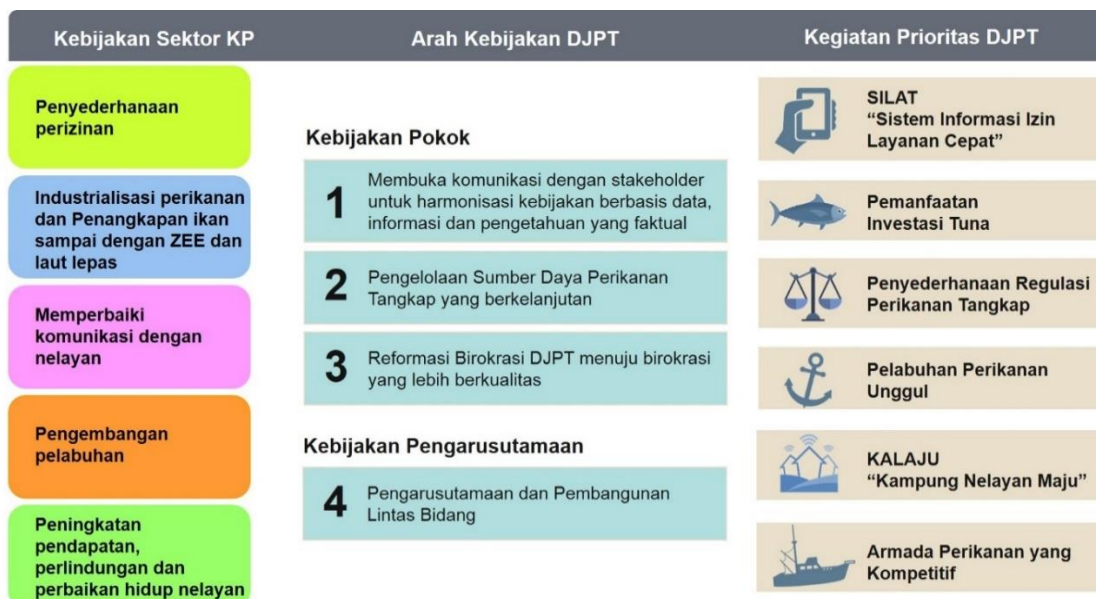 Kebijakan Sektor KP
Penyederhanaan
perizinan
Industrialisasi perikanan
dan Penangkapan ikan
sampai dengan ZEE dan
laut lepas
Memperbaiki
komunikasi dengan
nelayan
Pengembangan
pelabuhan
Peningkatan
pendapatan,
perlindungan dan
perbaikan hidup nelayan
Arah Kebijakan DJPT
Kebijakan Pokok
1
Membuka komunikasi dengan stakeholder
untuk harmonisasi kebijakan berbasis data,
informasi dan pengetahuan yang faktual
2
Pengelolaan Sumber Daya Perikanan
Tangkap yang berkelanjutan
3
Reformasi Birokrasi DJPT menuju birokrasi
yang lebih berkualitas
Kebijakan Pengarusutamaan
4
Pengarusutamaan dan Pembangunan
Lintas Bidang
Kegiatan Prioritas DJPT
SILAT
“Sistem Informasi Izin
Layanan Cepat”
Pemanfaatan
Investasi Tuna
Penyederhanaan Regulasi
Perikanan Tangkap
Pelabuhan Perikanan
Unggul
KALAJU
“Kampung Nelayan Maju”
Armada Perikanan yang
Kompetitif